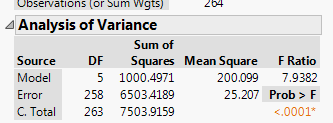 Observations (or Sum Wgts) 264
Analysis of Variance
Sum of
Source DF Squares Mean Square F Ratio
Model 5 1000.4971 200.099 7.9382
Error 258 6503.4189 25.207 Prob > F
C. Total 263 7503.9159 <.0001*